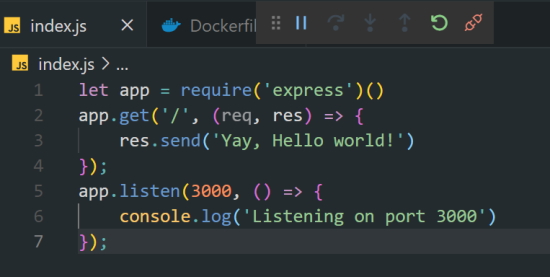 JS index.js
Dockerfil
JS index.js > ...
1 let app = require('express')()
2 app.get('/', (req, res) => {
3     res.send('Yay, Hello world!')
4 });
5 app.listen(3000, () => {
6     console.log('Listening on port 3000')
7 });